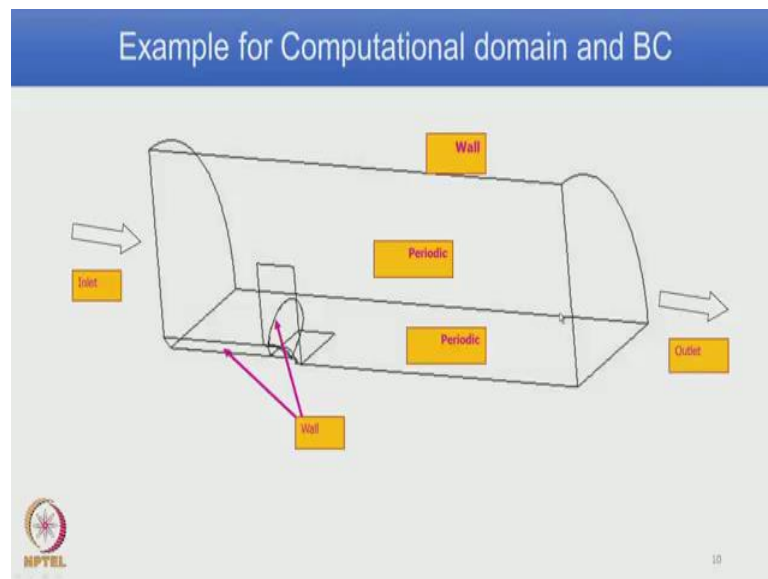 Example for Computational domain and BC
Wall
Periodic
Inlet
Periodic
Outlet
Wall
NPTEL
10